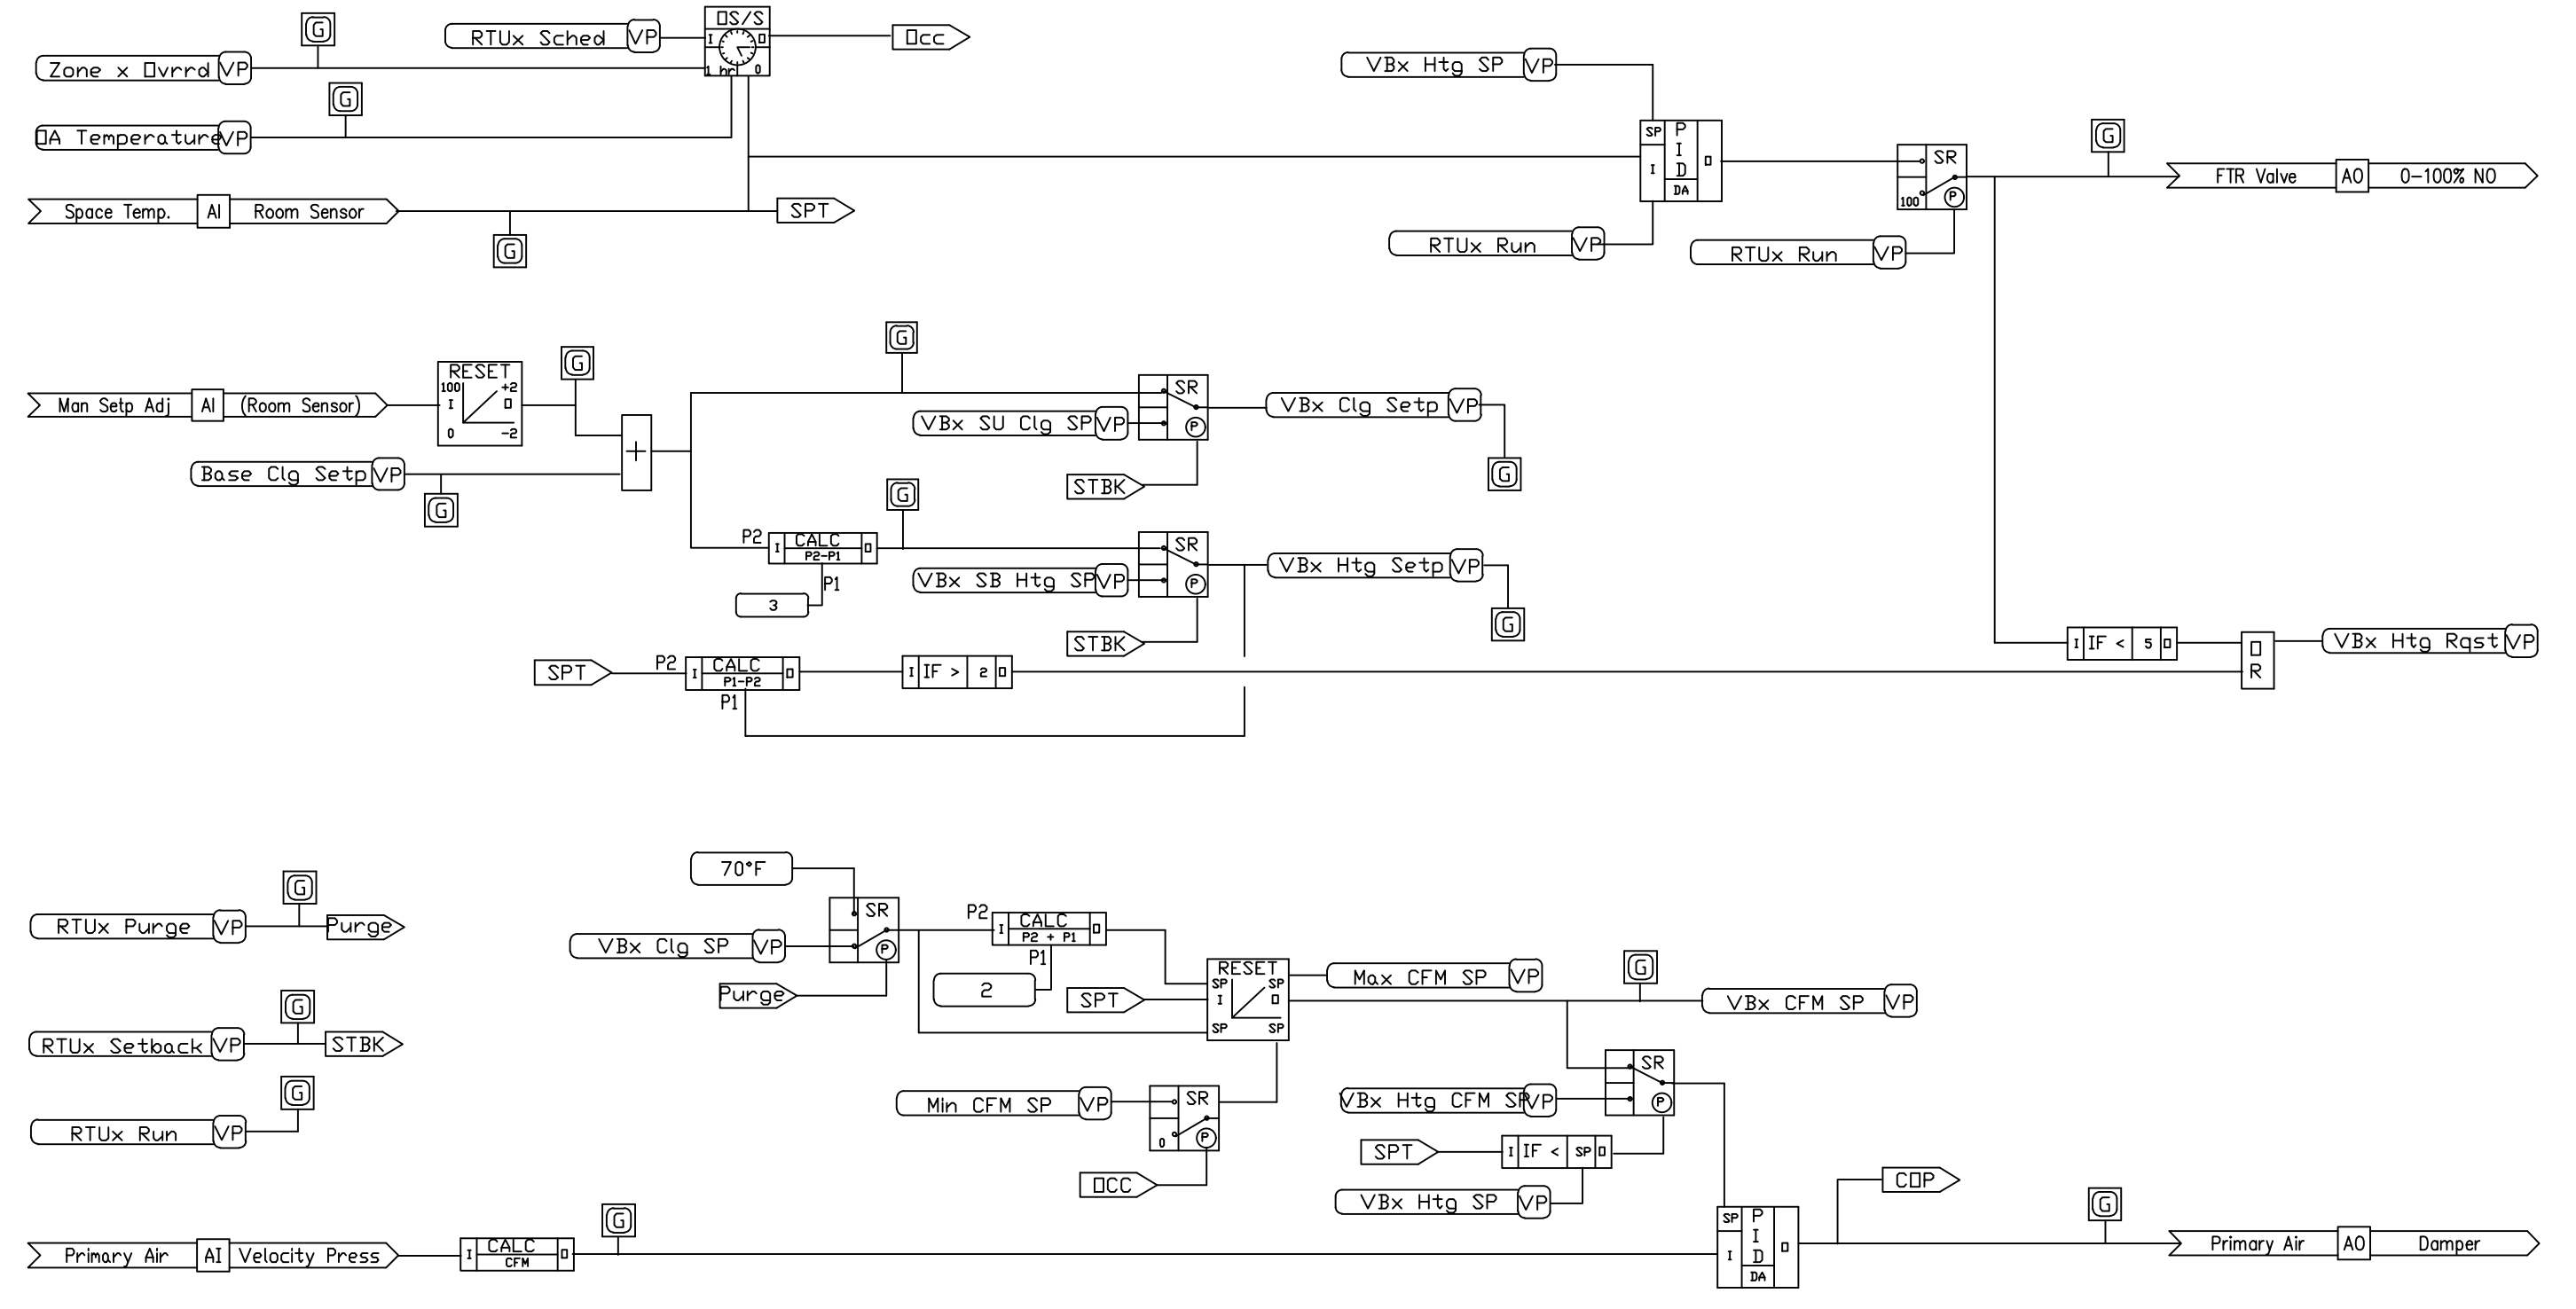 OS/S
RTUx Sched VP
I O
1 hr 0
Occ
G
Zone x Ovrrd VP
G
OA Temperature VP
Space Temp. AI Room Sensor
G
SPT
VBx Htg SP VP
SP PID
I O
DA
RTUx Run VP
SR
100 P
RTUx Run VP
G
FTR Valve AO 0-100% NO
Man Setp Adj AI (Room Sensor)
RESET
100 +2
I O
0 -2
G
Base Clg Setp VP
G
+
G
SR
P
VBx SU Clg SP VP
STBK
VBx Clg Setp VP
G
P2
I CALC O
P2-P1
P1
3
G
SR
P
VBx SB Htg SP VP
STBK
VBx Htg Setp VP
G
SPT
P2
I CALC O
P1-P2
P1
I IF > 2 O
I IF < 5 O
OR
VBx Htg Rqst VP
70°F
SR
P
VBx Clg SP VP
Purge
P2
I CALC O
P2 + P1
P1
2
SPT
RESET
SP SP
I O
SP SP
Max CFM SP VP
G
VBx CFM SP VP
Min CFM SP VP
SR
0 P
OCC
SR
P
VBx Htg CFM SP VP
SPT
I IF < SP O
VBx Htg SP VP
RTUx Purge VP
G
Purge
RTUx Setback VP
G
STBK
RTUx Run VP
G
Primary Air AI Velocity Press
I CALC O
CFM
G
SP PID
I O
DA
COP
G
Primary Air AO Damper